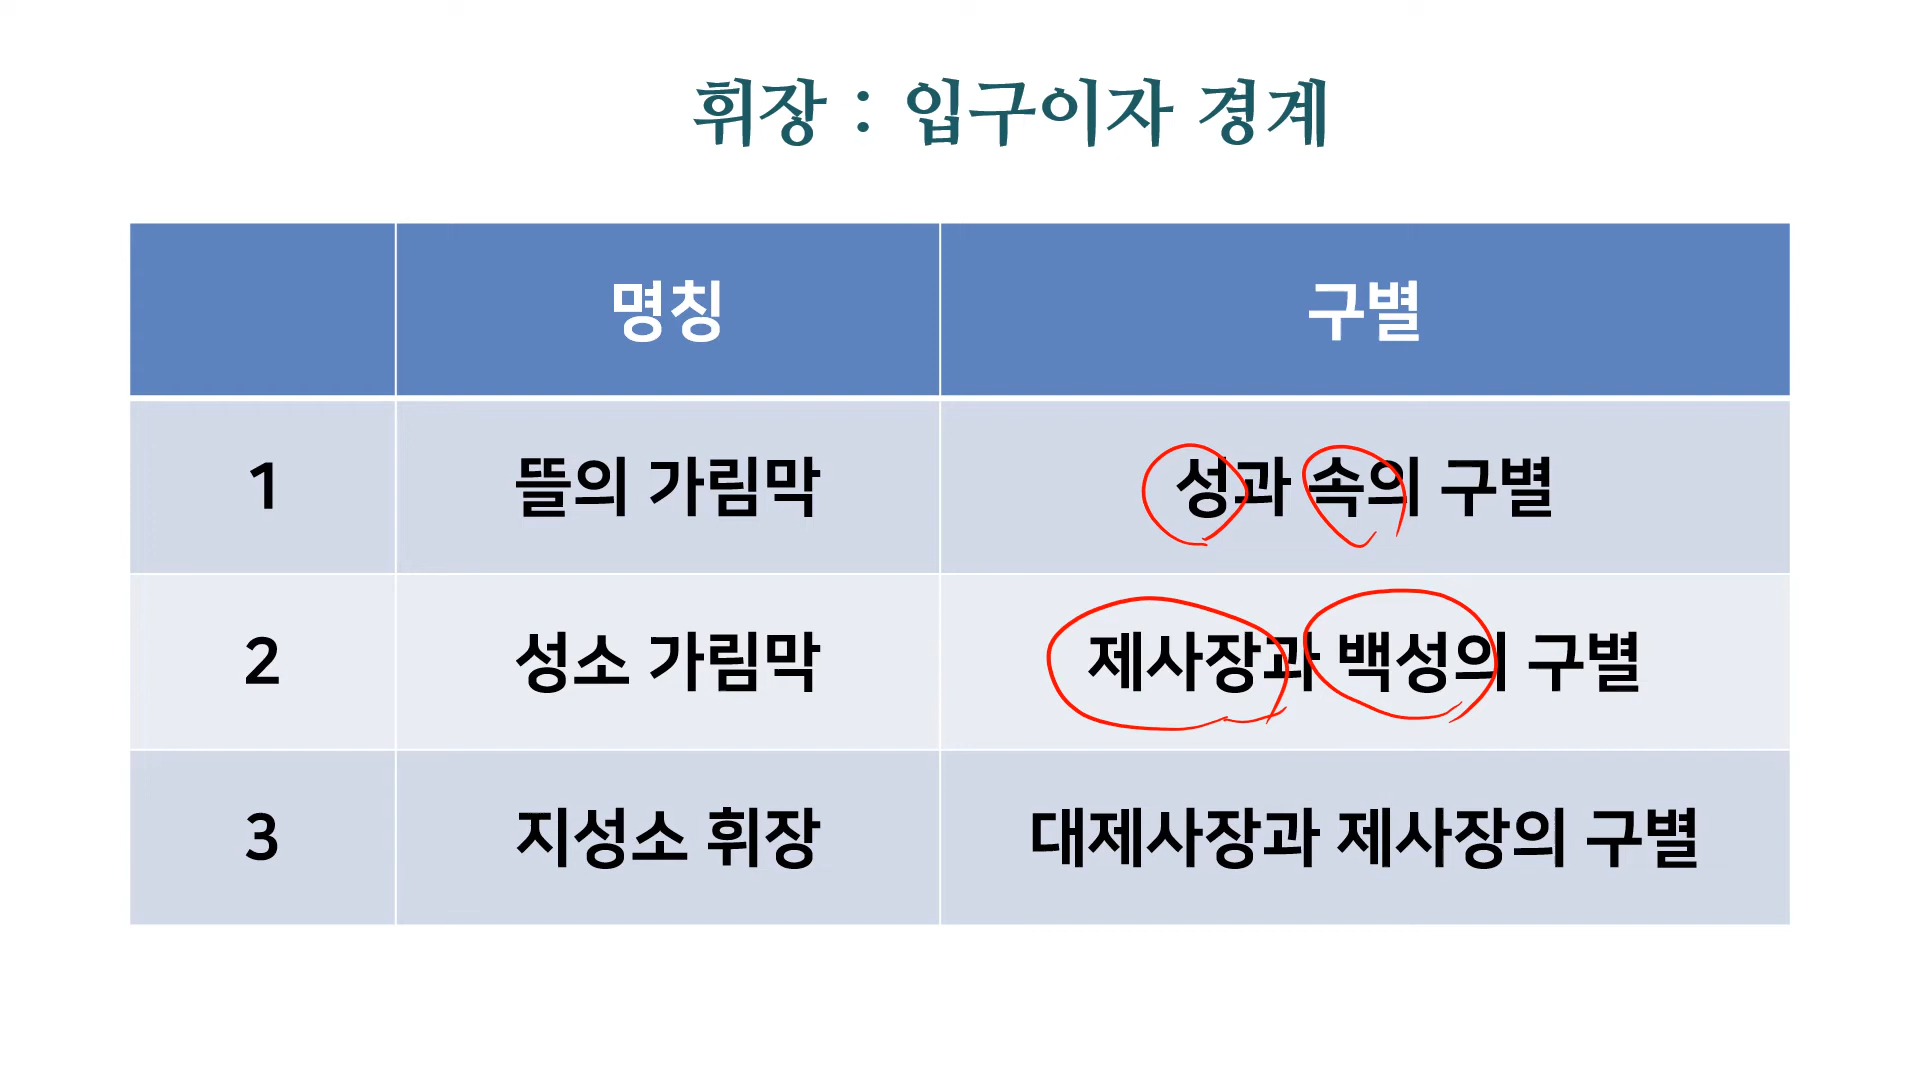 휘장 : 입구이자 경계
명칭 구별
1 뜰의 가림막 성과 속의 구별
2 성소 가림막 제사장과 백성의 구별
3 지성소 휘장 대제사장과 제사장의 구별